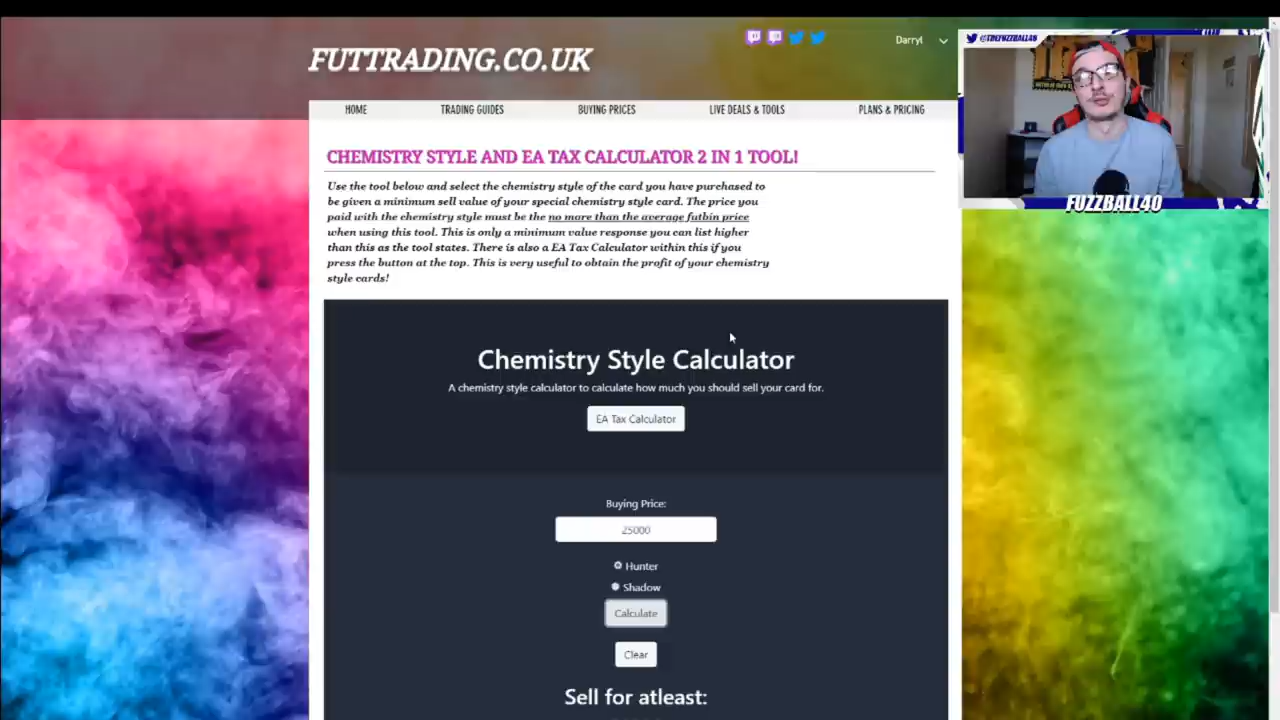 FUTTRADING.CO.UK
Darryl
@THEFUZZBALL40
HOME
TRADING GUIDES
BUYING PRICES
LIVE DEALS & TOOLS
PLANS & PRICING
CHEMISTRY STYLE AND EA TAX CALCULATOR 2 IN 1 TOOL!
Use the tool below and select the chemistry style of the card you have purchased to
be given a minimum sell value of your special chemistry style card. The price you
paid with the chemistry style must be the no more than the average futbin price
when using this tool. This is only a minimum value response you can list higher
than this as the tool states. There is also a EA Tax Calculator within this if you
press the button at the top. This is very useful to obtain the profit of your chemistry
style cards!
FUZZBALL40
Chemistry Style Calculator
A chemistry style calculator to calculate how much you should sell your card for.
EA Tax Calculator
Buying Price:
25000
Hunter
Shadow
Calculate
Clear
Sell for atleast: